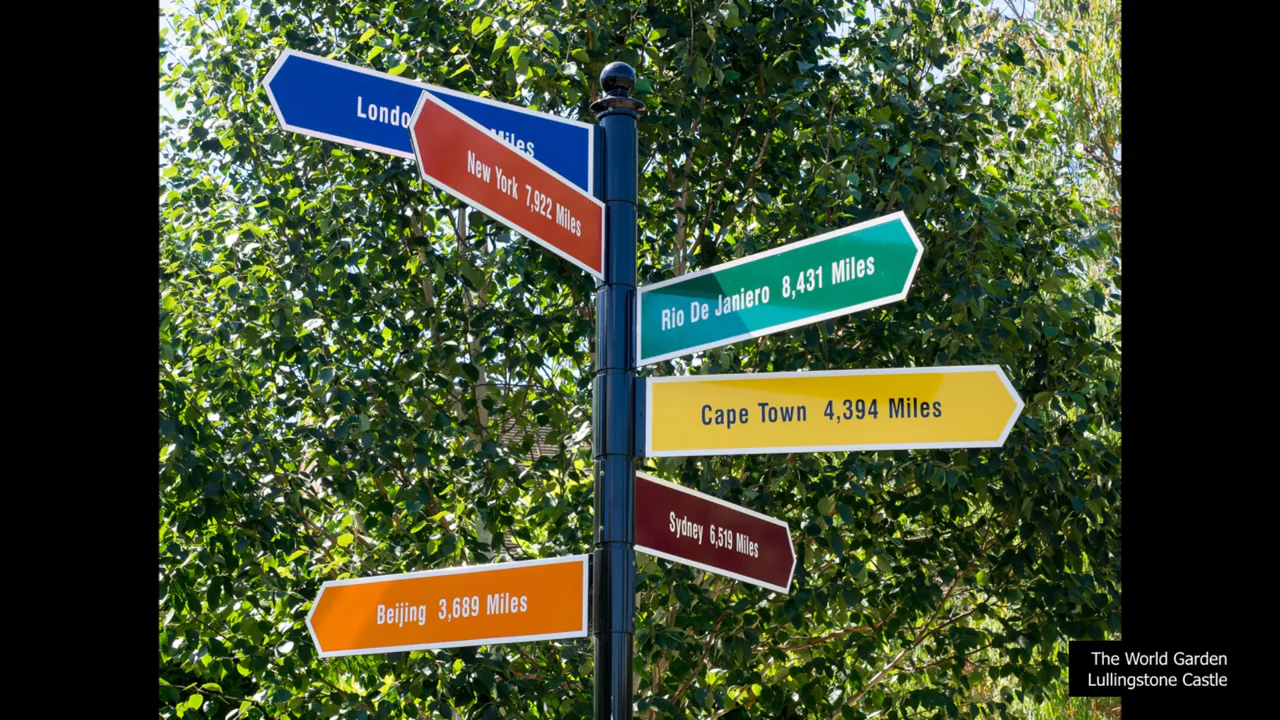 Miles
New York 7,922 Miles
Rio De Janiero 8,431 Miles
Cape Town 4,394 Miles
Sydney 6,519 Miles
Beijing 3,689 Miles
The World Garden
Lullingstone Castle